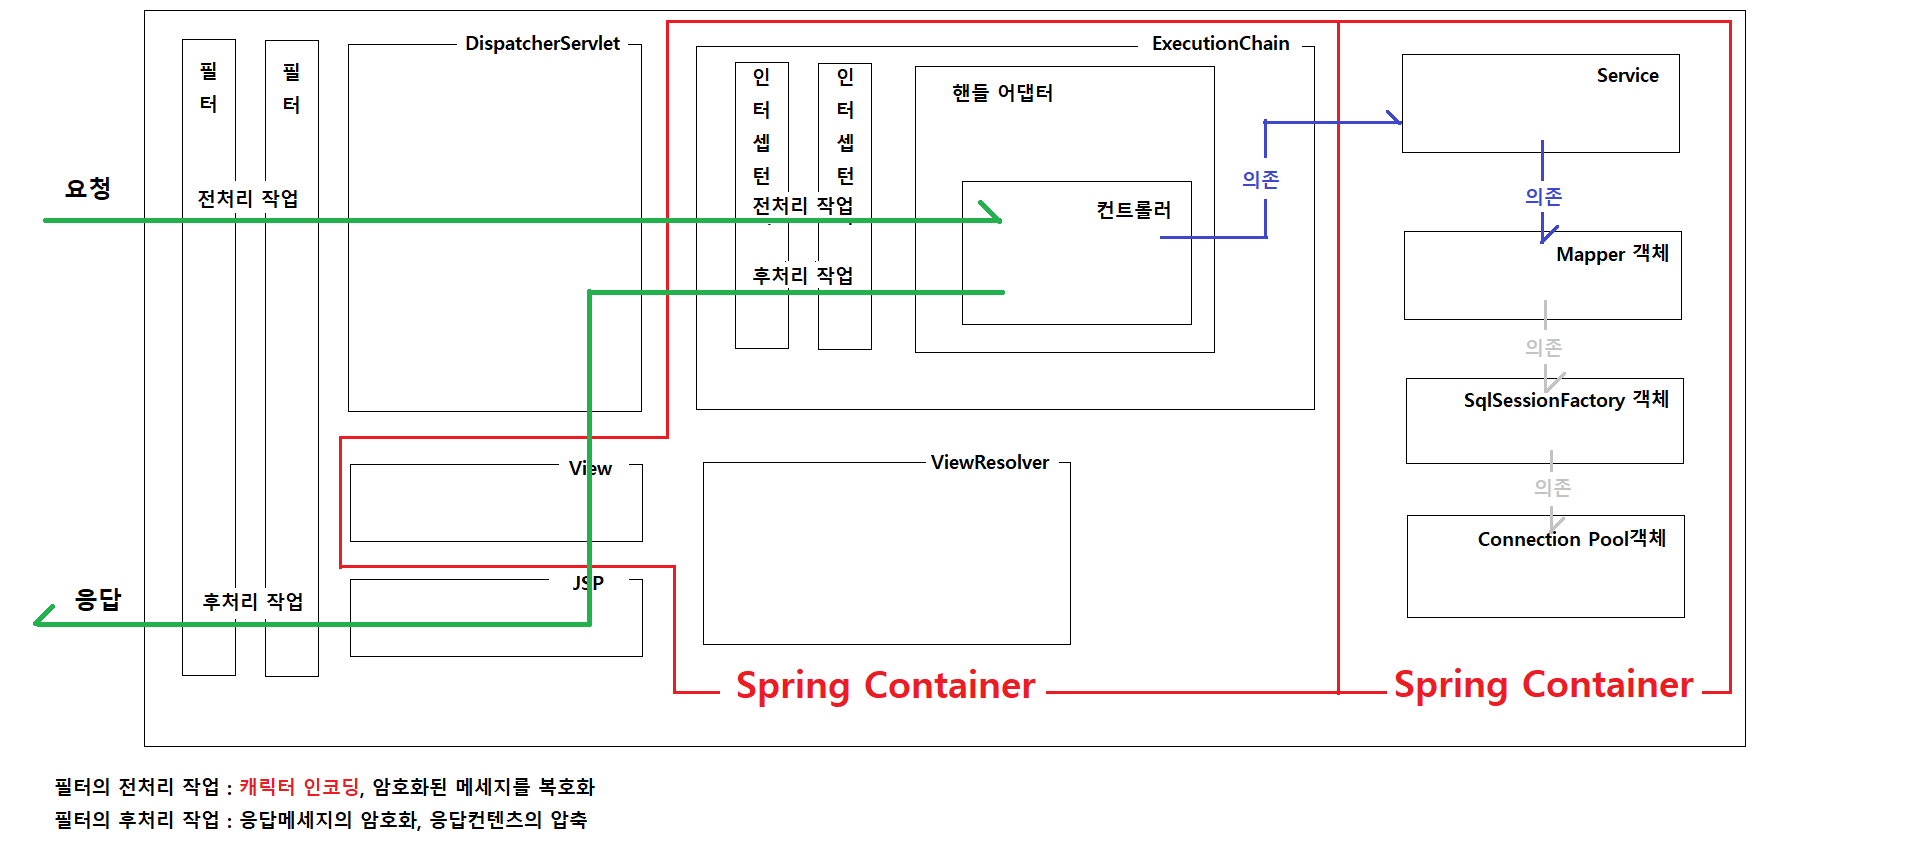 DispatcherServlet
ExecutionChain
필터
필터
인터셉턴
인터셉턴
핸들 어댑터
Service
요청
전처리 작업
전처리 작업
컨트롤러
의존
의존
후처리 작업
Mapper 객체
의존
SqlSessionFactory 객체
View
ViewResolver
의존
Connection Pool객체
JSP
응답
후처리 작업
Spring Container
Spring Container
필터의 전처리 작업 : 캐릭터 인코딩, 암호화된 메세지를 복호화
필터의 후처리 작업 : 응답메세지의 암호화, 응답컨텐츠의 압축